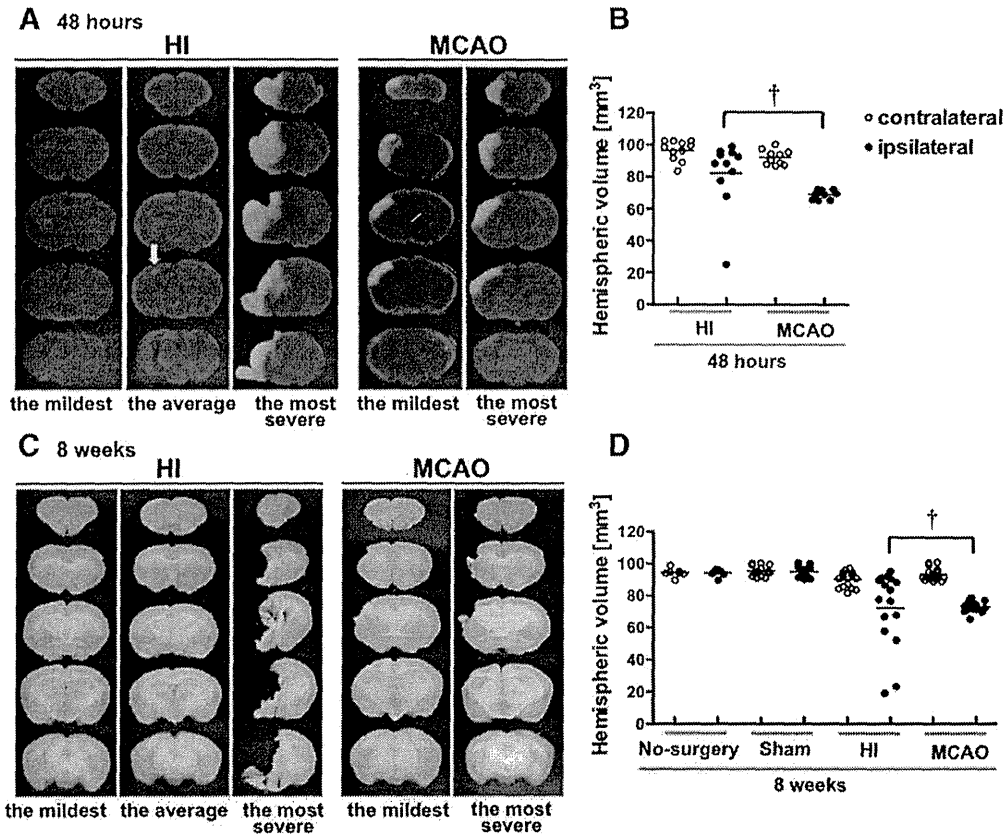 A 48 hours
HI
MCAO
the mildest
the average
the most severe
the mildest
the most severe
B
Hemispheric volume [mm³]
120
100
80
60
40
20
0
†
contralateral
ipsilateral
HI
MCAO
48 hours
C 8 weeks
HI
MCAO
the mildest
the average
the most severe
the mildest
the most severe
D
Hemispheric volume [mm³]
120
100
80
60
40
20
0
†
No-surgery
Sham
HI
MCAO
8 weeks